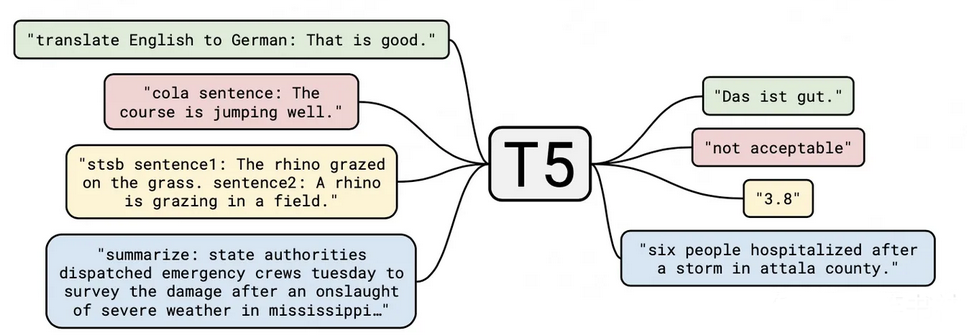 "translate English to German: That is good."
"cola sentence: The
course is jumping well."
"stsb sentence1: The rhino grazed
on the grass. sentence2: A rhino
is grazing in a field."
"summarize: state authorities
dispatched emergency crews tuesday to
survey the damage after an onslaught
of severe weather in mississippi…"
T5
"Das ist gut."
"not acceptable"
"3.8"
"six people hospitalized after
a storm in attala county."